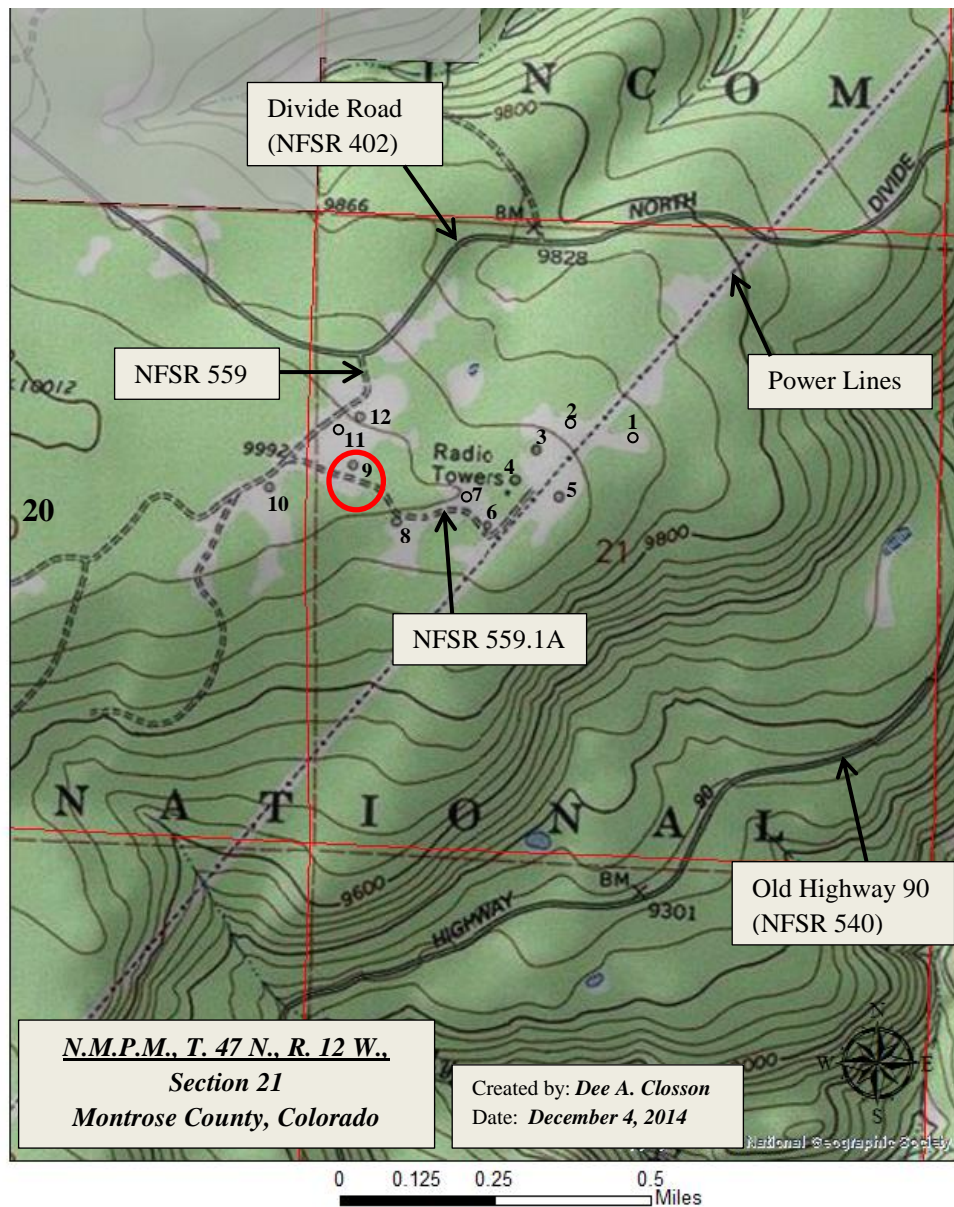 U N C O M
Divide Road
(NFSR 402)
9800
9866
BM
NORTH
DIVIDE
9828
NFSR 559
Power Lines
10012
12
11
2
1
3
9992
9
Radio
Towers
4
10
7
5
20
8
6
21
9800
NFSR 559.1A
N A T I O N A L
90
9600
BM
9301
HIGHWAY
Old Highway 90
(NFSR 540)
N.M.P.M., T. 47 N., R. 12 W.,
Section 21
Montrose County, Colorado
Created by: Dee A. Closson
Date: December 4, 2014
N
W
E
S
National Geographic Society
0 0.125 0.25 0.5
Miles